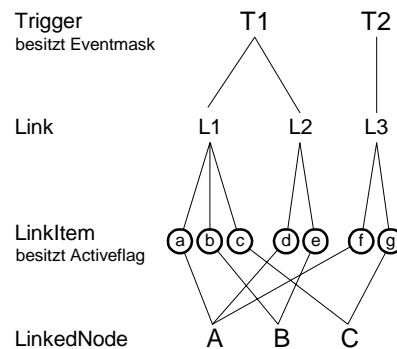 Trigger T1 T2
besitzt Eventmask
Link L1 L2 L3
LinkItem a b c d e f g
besitzt Activeflag
LinkedNode A B C